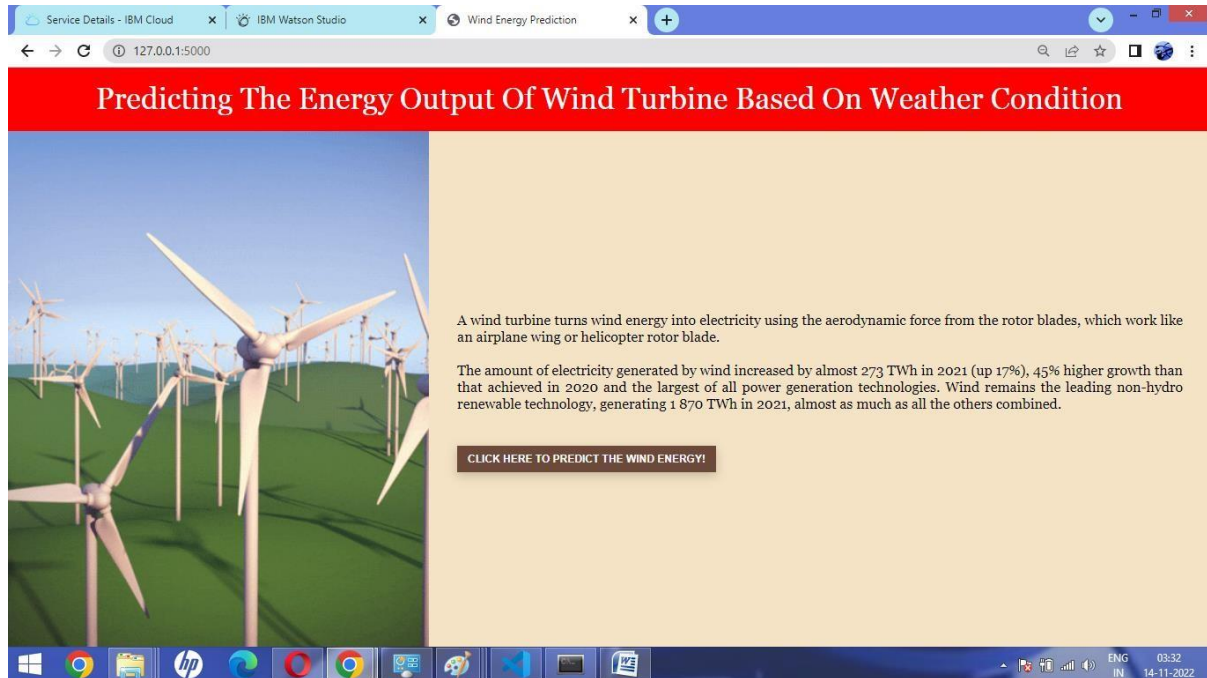 Service Details - IBM Cloud
IBM Watson Studio
Wind Energy Prediction
127.0.0.1:5000
Predicting The Energy Output Of Wind Turbine Based On Weather Condition
A wind turbine turns wind energy into electricity using the aerodynamic force from the rotor blades, which work like
an airplane wing or helicopter rotor blade.
The amount of electricity generated by wind increased by almost 273 TWh in 2021 (up 17%), 45% higher growth than
that achieved in 2020 and the largest of all power generation technologies. Wind remains the leading non-hydro
renewable technology, generating 1 870 TWh in 2021, almost as much as all the others combined.
CLICK HERE TO PREDICT THE WIND ENERGY!
hp
ENG 03:32
IN 14-11-2022